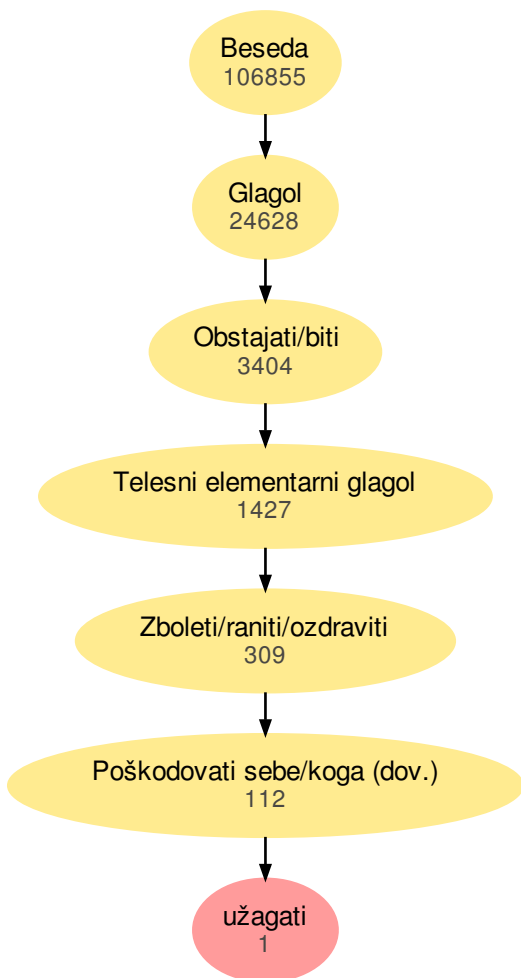 Beseda
106855
Glagol
24628
Obstajati/biti
3404
Telesni elementarni glagol
1427
Zboleti/raniti/ozdraviti
309
Poškodovati sebe/koga (dov.)
112
užagati
1